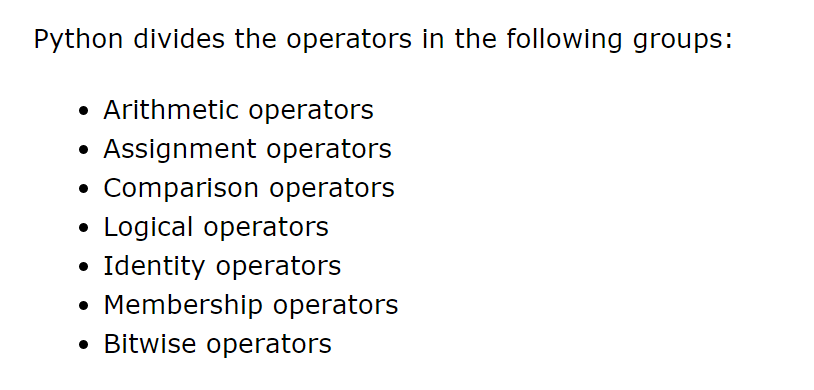 Python divides the operators in the following groups:
• Arithmetic operators
• Assignment operators
• Comparison operators
• Logical operators
• Identity operators
• Membership operators
• Bitwise operators